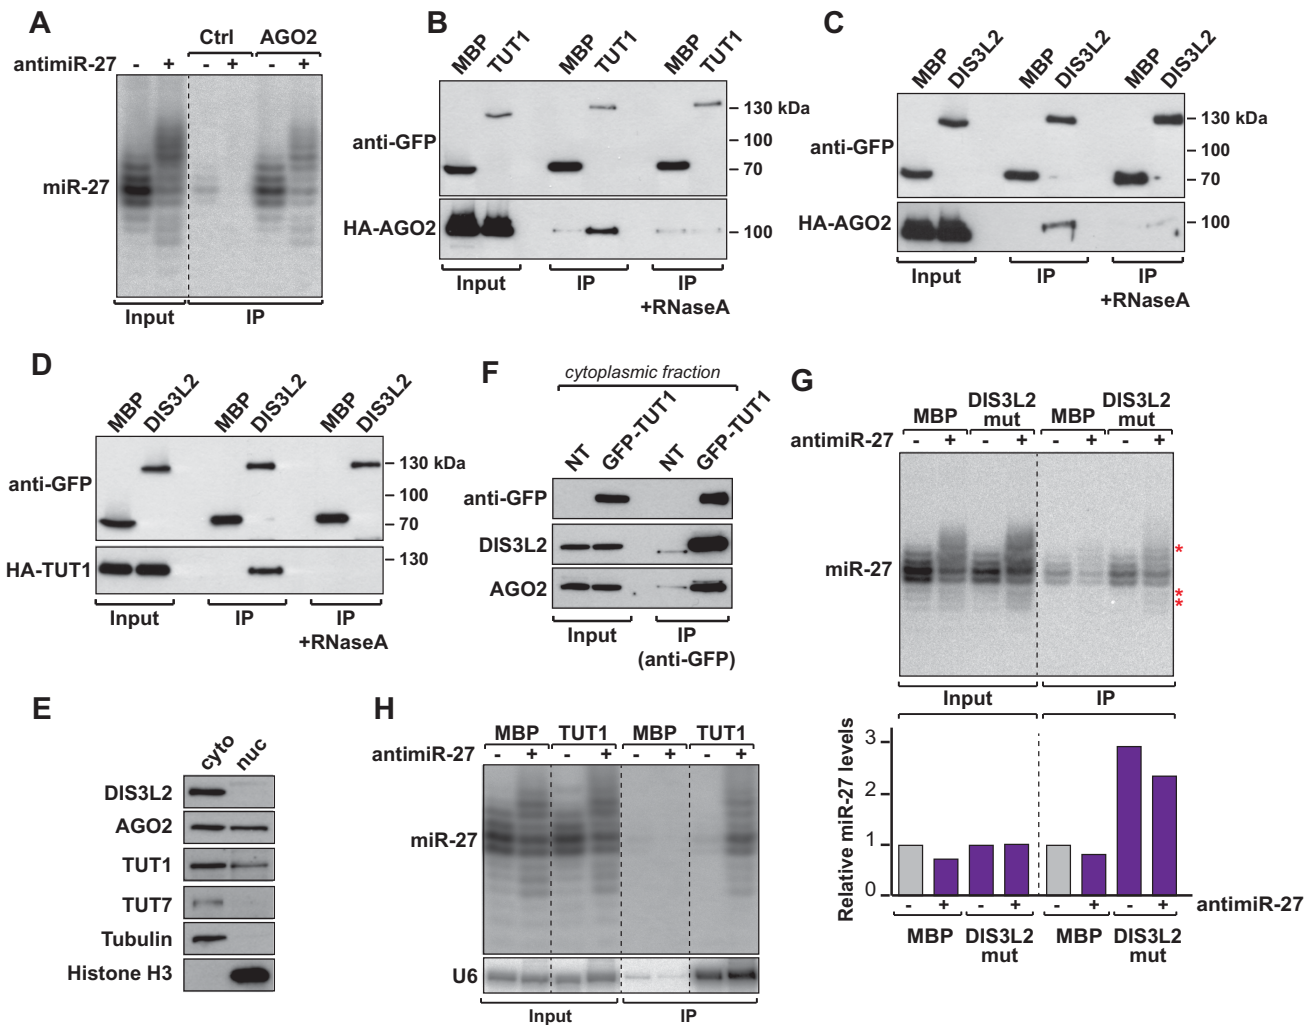 A
Ctrl AGO2
antimiR-27 - + - + - +
miR-27
Input IP
B
MBP TUT1 MBP TUT1 MBP TUT1
anti-GFP
130 kDa
100
70
HA-AGO2
100
Input IP IP
+RNaseA
C
MBP DIS3L2 MBP DIS3L2 MBP DIS3L2
anti-GFP
130 kDa
100
70
HA-AGO2
100
Input IP IP
+RNaseA
D
MBP DIS3L2 MBP DIS3L2 MBP DIS3L2
anti-GFP
130 kDa
100
70
HA-TUT1
130
Input IP IP
+RNaseA
E
cyto nuc
DIS3L2
AGO2
TUT1
TUT7
Tubulin
Histone H3
F
cytoplasmic fraction
NT GFP-TUT1 NT GFP-TUT1
anti-GFP
DIS3L2
AGO2
Input IP
(anti-GFP)
G
MBP DIS3L2 mut MBP DIS3L2 mut
antimiR-27 - + - + - + - +
miR-27
*
*
*
Input IP
Relative miR-27 levels
3
2
1
0
- + - + - + - + antimiR-27
MBP DIS3L2 mut MBP DIS3L2 mut
H
MBP TUT1 MBP TUT1
antimiR-27 - + - + - + - +
miR-27
U6
Input IP